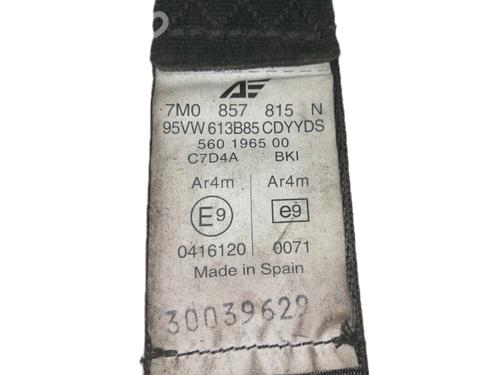 7M0 857 815 N
95VW 613B85 CDYYDS
560 1965 00
C7D4A BKI
Ar4m Ar4m
E9 e9
0416120 0071
Made in Spain
30039629